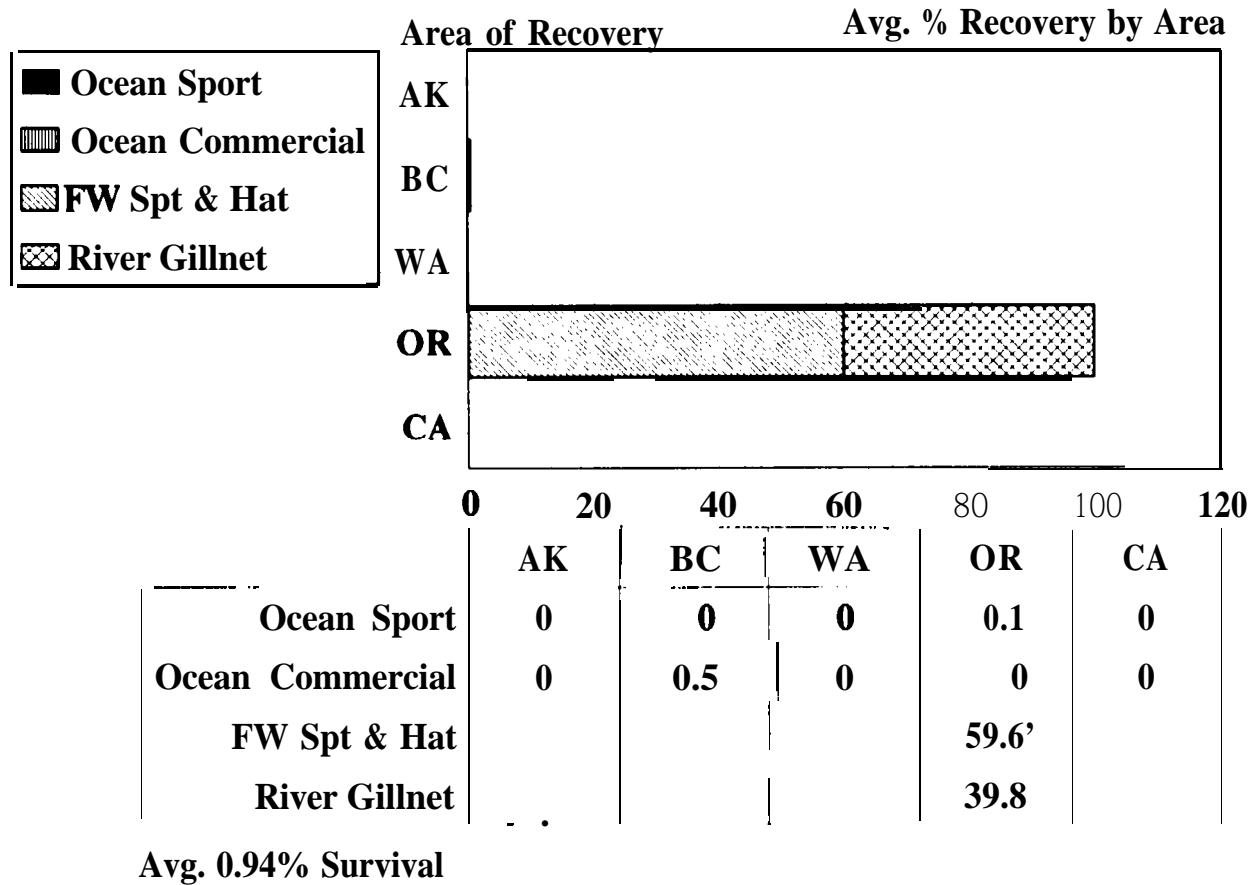 Area of Recovery
Avg. % Recovery by Area
Ocean Sport
Ocean Commercial
FW Spt & Hat
River Gillnet
AK
BC
WA
OR
CA
0 20 40 60 80 100 120
AK BC WA OR CA
Ocean Sport 0 0 0 0.1 0
Ocean Commercial 0 0.5 0 0 0
FW Spt & Hat 59.6’
River Gillnet 39.8
Avg. 0.94% Survival